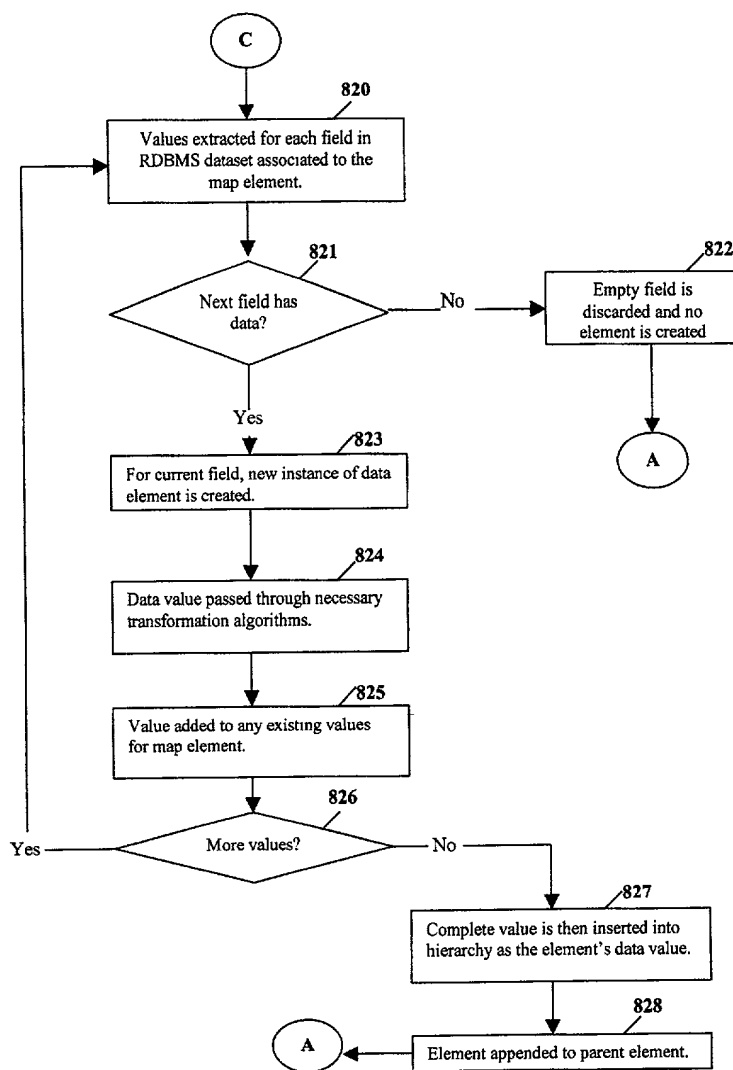 C
820
Values extracted for each field in
RDBMS dataset associated to the
map element.
821
Next field has
data?
No
822
Empty field is
discarded and no
element is created
A
Yes
823
For current field, new instance of data
element is created.
824
Data value passed through necessary
transformation algorithms.
825
Value added to any existing values
for map element.
826
More values?
Yes
No
827
Complete value is then inserted into
hierarchy as the element's data value.
828
Element appended to parent element.
A